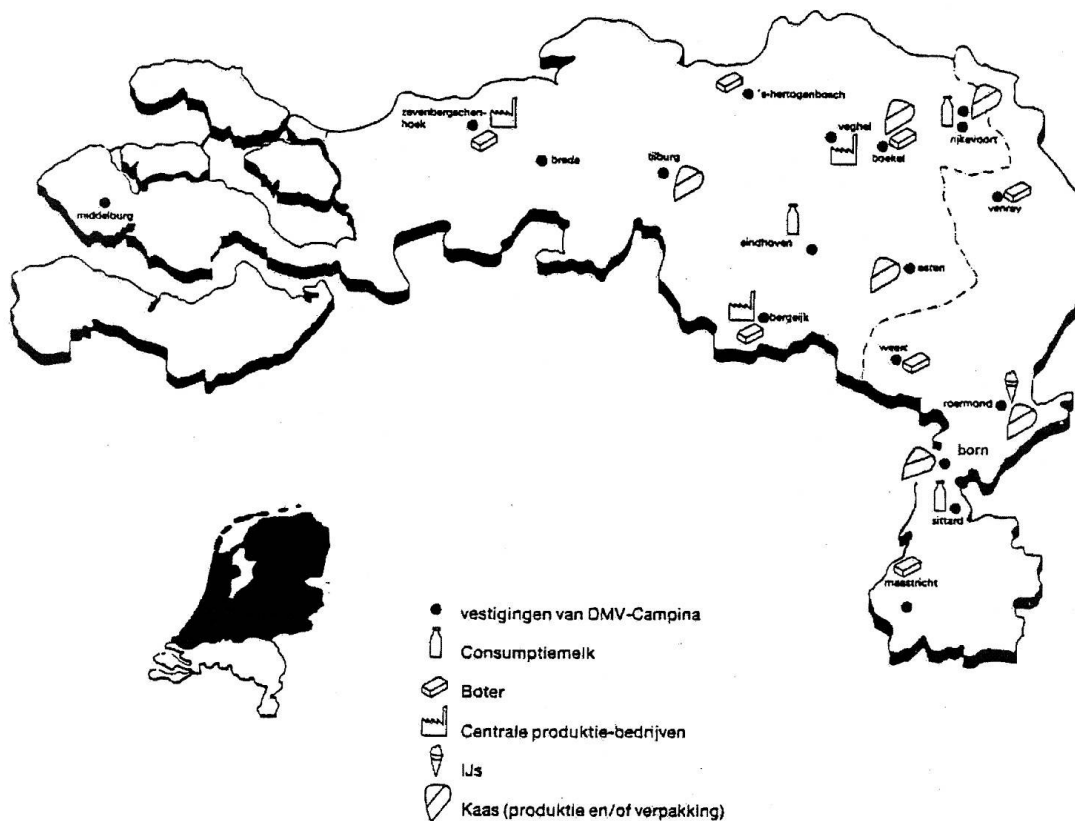 zevenbergschen-
hoek
's-hertogenbosch
veghel
boekel
rijkevoort
breda
tilburg
middelburg
venray
eindhoven
asten
bergeijk
weert
roermond
born
sittard
maastricht
vestigingen van DMV-Campina
Consumptiemelk
Boter
Centrale produktie-bedrijven
IJs
Kaas (produktie en/of verpakking)